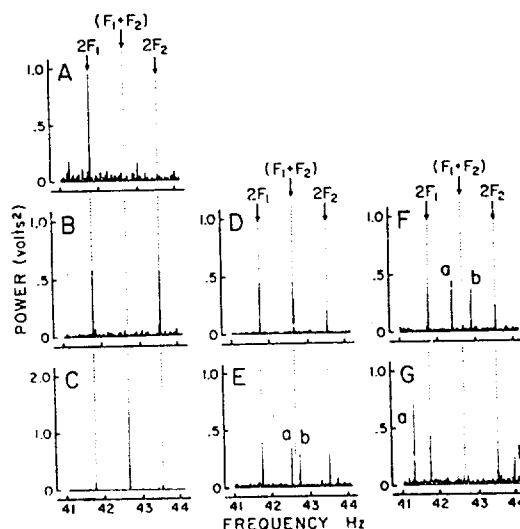 (F₁+F₂)
2F₁ 2F₂
A
1.0
.5
0
B
1.0
.5
0
C
2.0
1.0
0
41 42 43 44
POWER (volts²)
(F₁+F₂)
2F₁ 2F₂
D
1.0
.5
0
E
1.0
.5
0
a b
41 42 43 44
(F₁+F₂)
2F₁ 2F₂
F
1.0
.5
0
a b
G
1.0
.5
0
a
41 42 43 44
FREQUENCY Hz